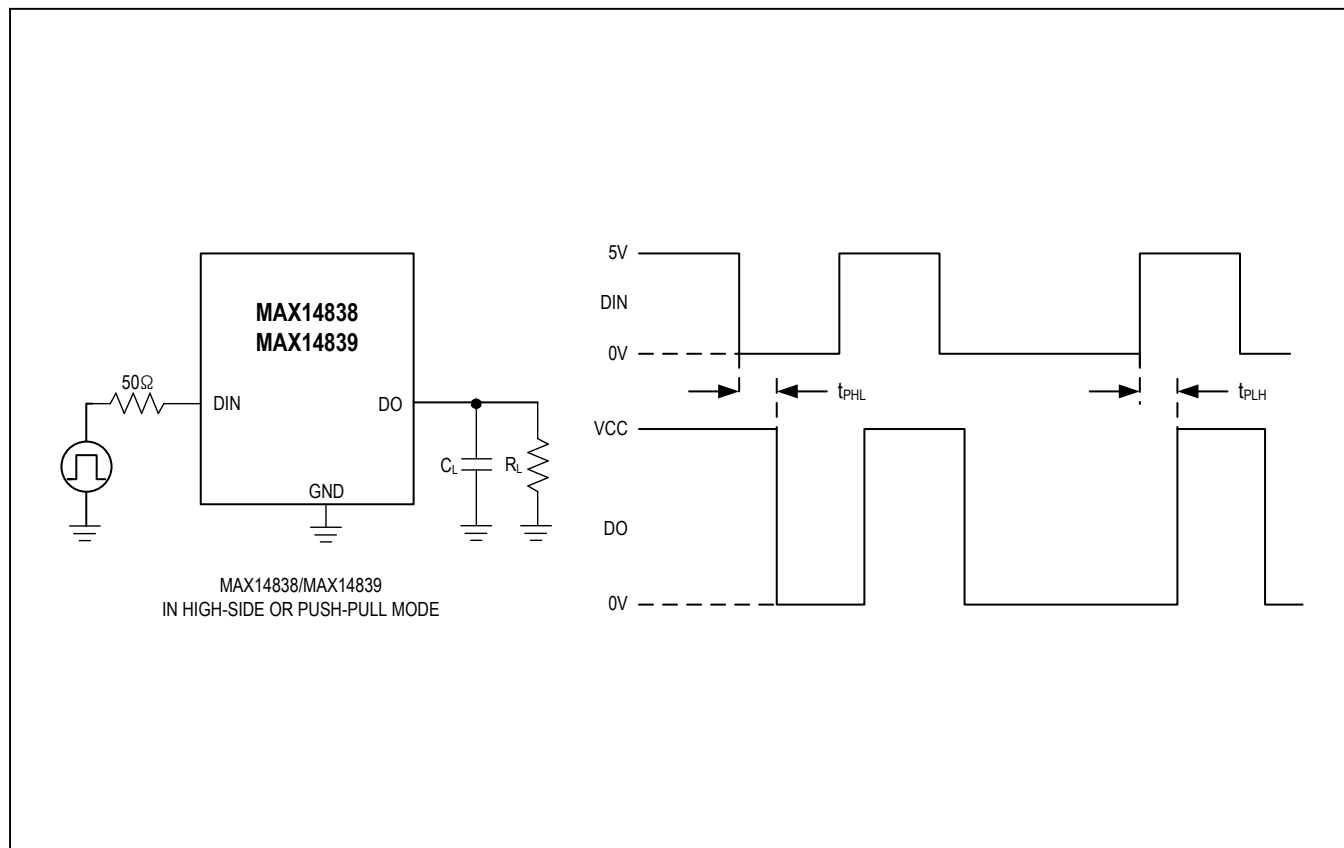 MAX14838
MAX14839
50Ω
DIN
DO
CL
RL
GND
MAX14838/MAX14839
IN HIGH-SIDE OR PUSH-PULL MODE
5V
DIN
0V
tPHL
tPLH
VCC
DO
0V